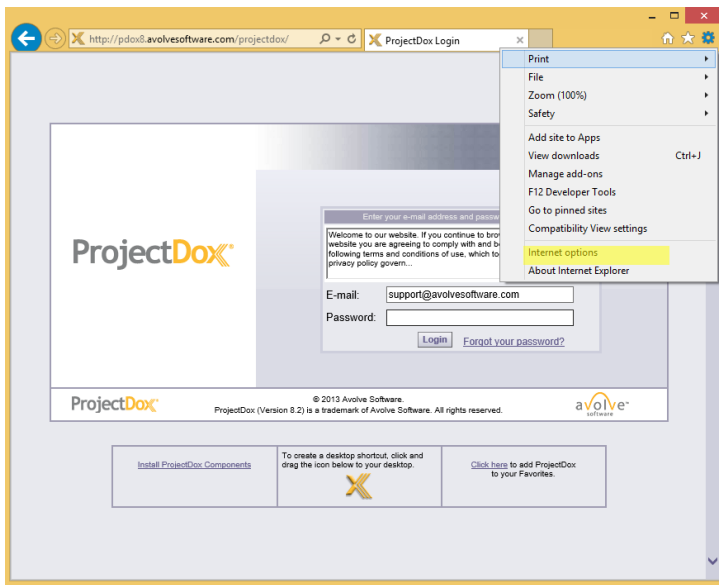 http://pdox8.avolvesoftware.com/projectdox/
ProjectDox Login
Print
File
Zoom (100%)
Safety
Add site to Apps
View downloads Ctrl+J
Manage add-ons
F12 Developer Tools
Go to pinned sites
Compatibility View settings
Internet options
About Internet Explorer
ProjectDox
Enter your e-mail address and
Welcome to our website. If you continue to
website you are agreeing to comply with and
following terms and conditions of use, which
privacy policy govern...
E-mail: support@avolvesoftware.com
Password:
Login Forgot your password?
ProjectDox
© 2013 Avolve Software.
ProjectDox (Version 8.2) is a trademark of Avolve Software. All rights reserved.
avolve
software
Install ProjectDox Components
To create a desktop shortcut, click and
drag the icon below to your desktop.
Click here to add ProjectDox
to your Favorites.